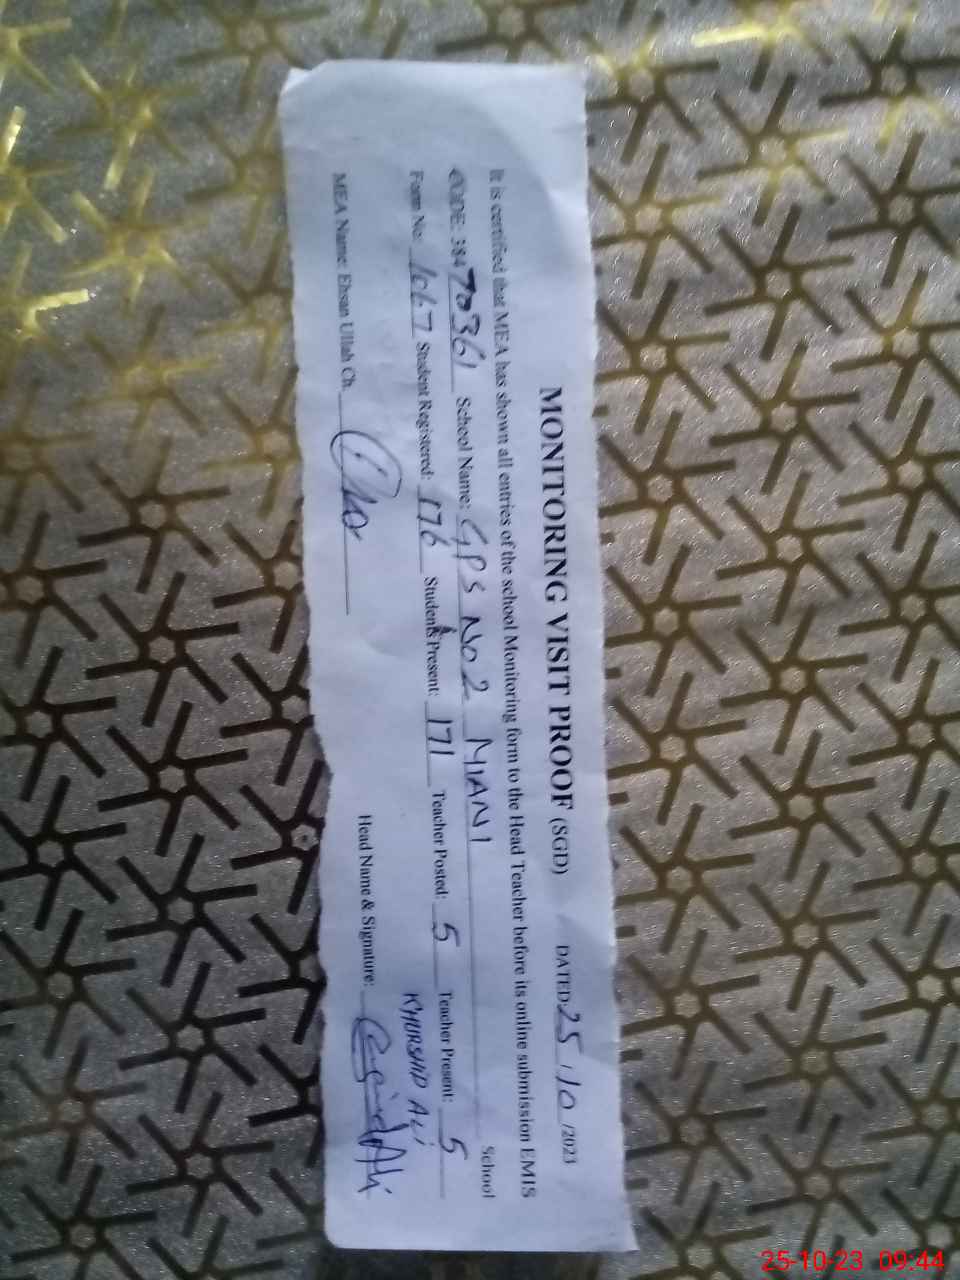 MONITORING VISIT PROOF (SGD) DATED: 25/10/2023
It is certified that MEA has shown all entries of the school Monitoring form to the Head Teacher before its online submission EMIS
CODE: 38470361 School Name: GPS NO 2 MIANI School
Form No: 1067 Student Registered: 176 Students Present: 171 Teacher Posted: 5 Teacher Present: 5
KHURSHID ALI
MEA Name: Ehsan Ullah Ch. Head Name & Signature:
25-10-23 09:44